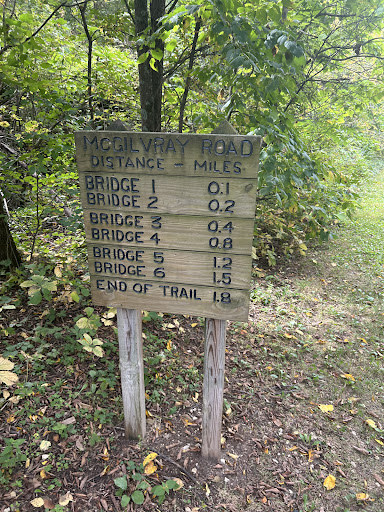 MCGILVRAY ROAD
DISTANCE - MILES
BRIDGE 1 0.1
BRIDGE 2 0.2
BRIDGE 3 0.4
BRIDGE 4 0.8
BRIDGE 5 1.2
BRIDGE 6 1.5
END OF TRAIL 1.8